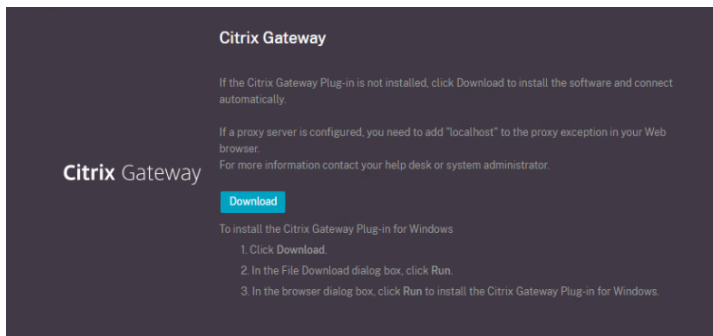 Citrix Gateway
If the Citrix Gateway Plug-in is not installed, click Download to install the software and connect
automatically.
If a proxy server is configured, you need to add "localhost" to the proxy exception in your Web
browser.
For more information contact your help desk or system administrator.
Citrix Gateway
Download
To install the Citrix Gateway Plug-in for Windows
1. Click Download.
2. In the File Download dialog box, click Run.
3. In the browser dialog box, click Run to install the Citrix Gateway Plug-in for Windows.